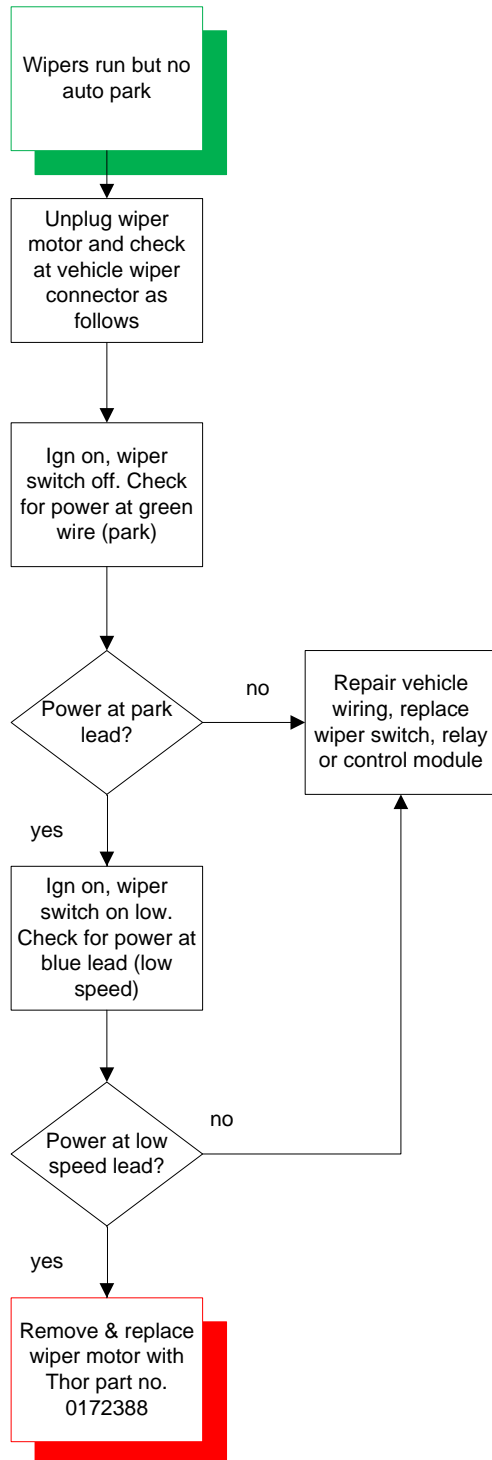 Wipers run but no
auto park
Unplug wiper
motor and check
at vehicle wiper
connector as
follows
Ign on, wiper
switch off. Check
for power at green
wire (park)
Power at park
lead?
no
Repair vehicle
wiring, replace
wiper switch, relay
or control module
yes
Ign on, wiper
switch on low.
Check for power at
blue lead (low
speed)
Power at low
speed lead?
no
yes
Remove & replace
wiper motor with
Thor part no.
0172388